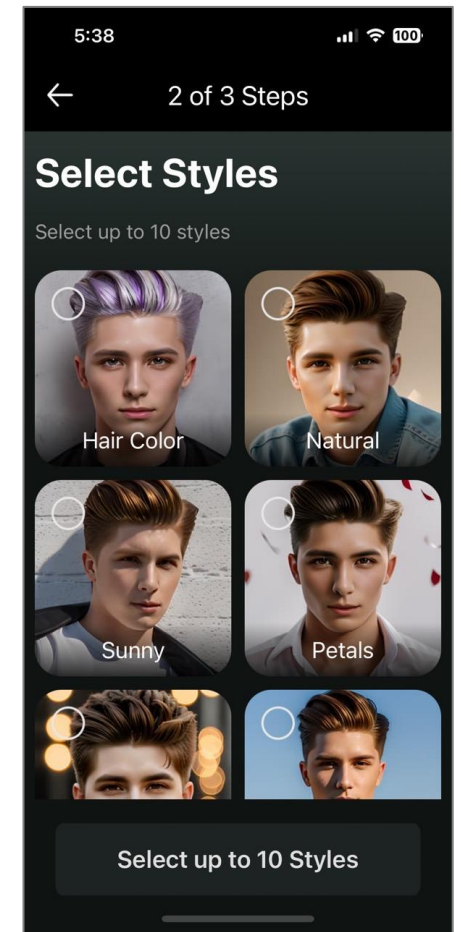 5:38
100
2 of 3 Steps
Select Styles
Select up to 10 styles
Hair Color
Natural
Sunny
Petals
Select up to 10 Styles